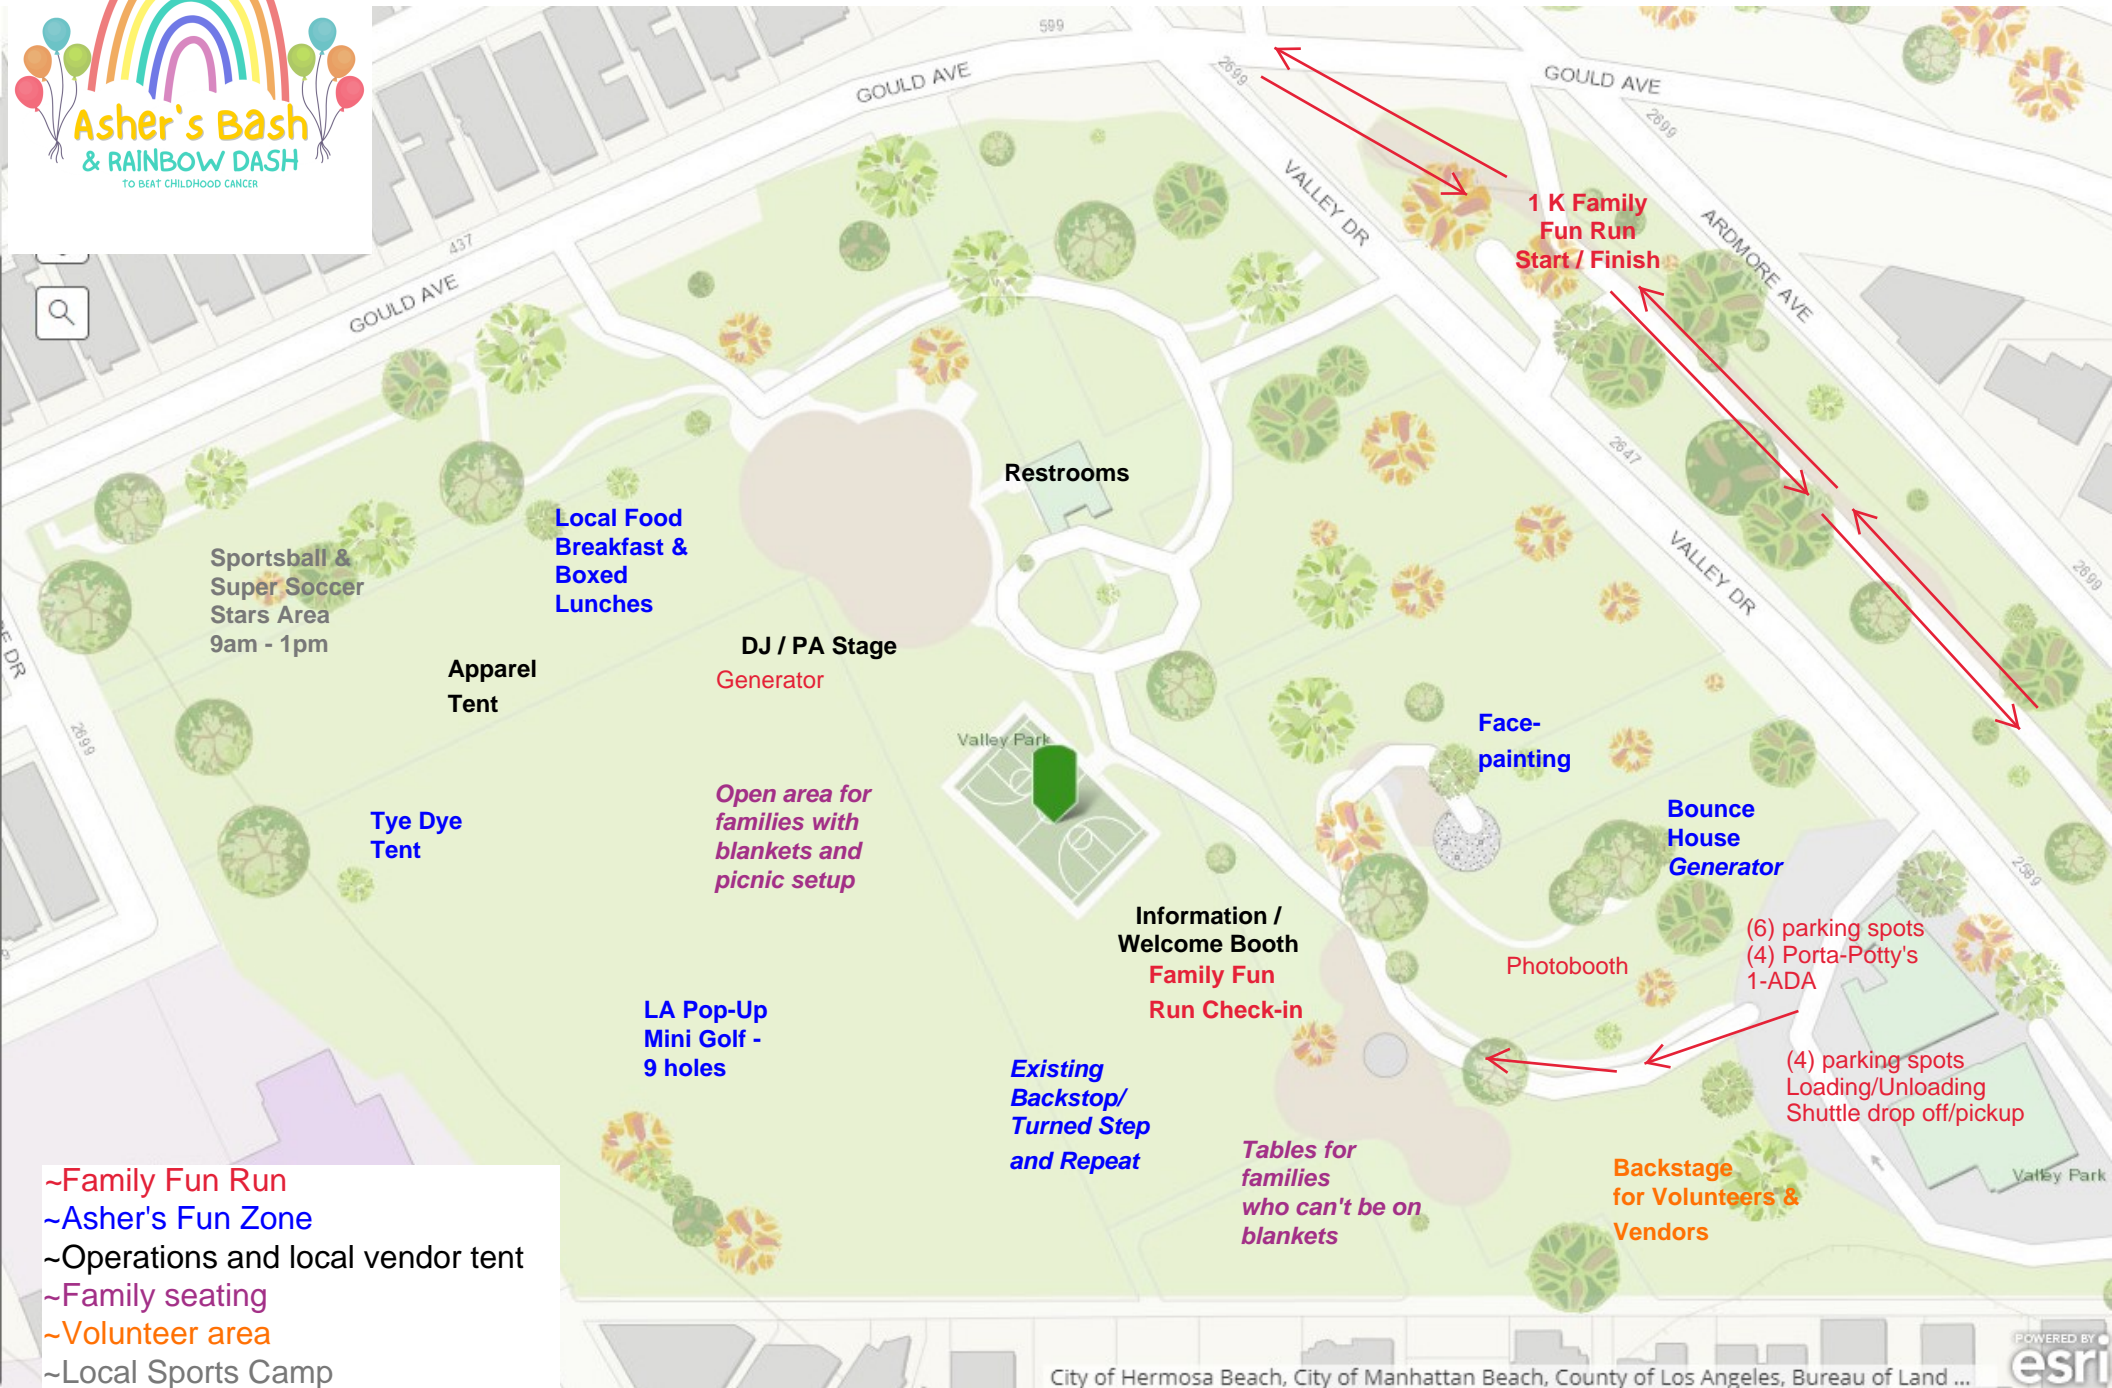 Asher's Bash
& RAINBOW DASH
TO BEAT CHILDHOOD CANCER
599
GOULD AVE
2699
GOULD AVE
2699
VALLEY DR
1 K Family
Fun Run
Start / Finish
ARDMORE AVE
437
GOULD AVE
2647
Restrooms
Local Food
Breakfast &
Boxed
Lunches
Sportsball &
Super Soccer
Stars Area
9am - 1pm
VALLEY DR
2699
DR
DJ / PA Stage
Generator
Apparel
Tent
2699
Valley Park
Face-
painting
Open area for
families with
blankets and
picnic setup
Tye Dye
Tent
Bounce
House
Generator
2589
Information /
Welcome Booth
Family Fun
Run Check-in
Photobooth
(6) parking spots
(4) Porta-Potty's
1-ADA
LA Pop-Up
Mini Golf -
9 holes
Existing
Backstop/
Turned Step
and Repeat
(4) parking spots
Loading/Unloading
Shuttle drop off/pickup
Tables for
families
who can't be on
blankets
Backstage
for Volunteers &
Vendors
Valley Park
~Family Fun Run
~Asher's Fun Zone
~Operations and local vendor tent
~Family seating
~Volunteer area
~Local Sports Camp
POWERED BY
esri
City of Hermosa Beach, City of Manhattan Beach, County of Los Angeles, Bureau of Land ...